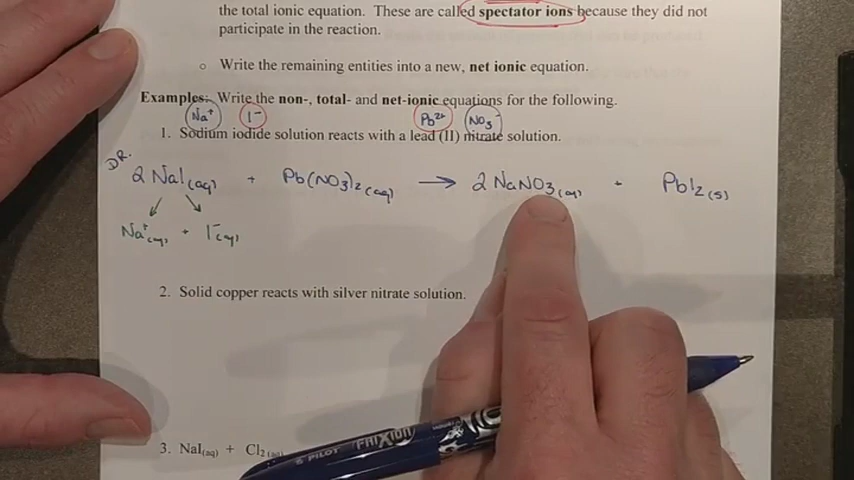 the total ionic equation. These are called spectator ions because they did not
participate in the reaction.
o Write the remaining entities into a new, net ionic equation.
Examples: Write the non-, total- and net-ionic equations for the following.
Na⁺ I⁻ Pb²⁺ NO₃⁻
1. Sodium iodide solution reacts with a lead (II) nitrate solution.
DR.
2 NaI(aq) + Pb(NO₃)₂(aq) → 2 NaNO₃(aq) + PbI₂(s)
Na⁺(aq) + I⁻(aq)
2. Solid copper reacts with silver nitrate solution.
3. NaI(aq) + Cl₂(aq)
PILOT FRIXION